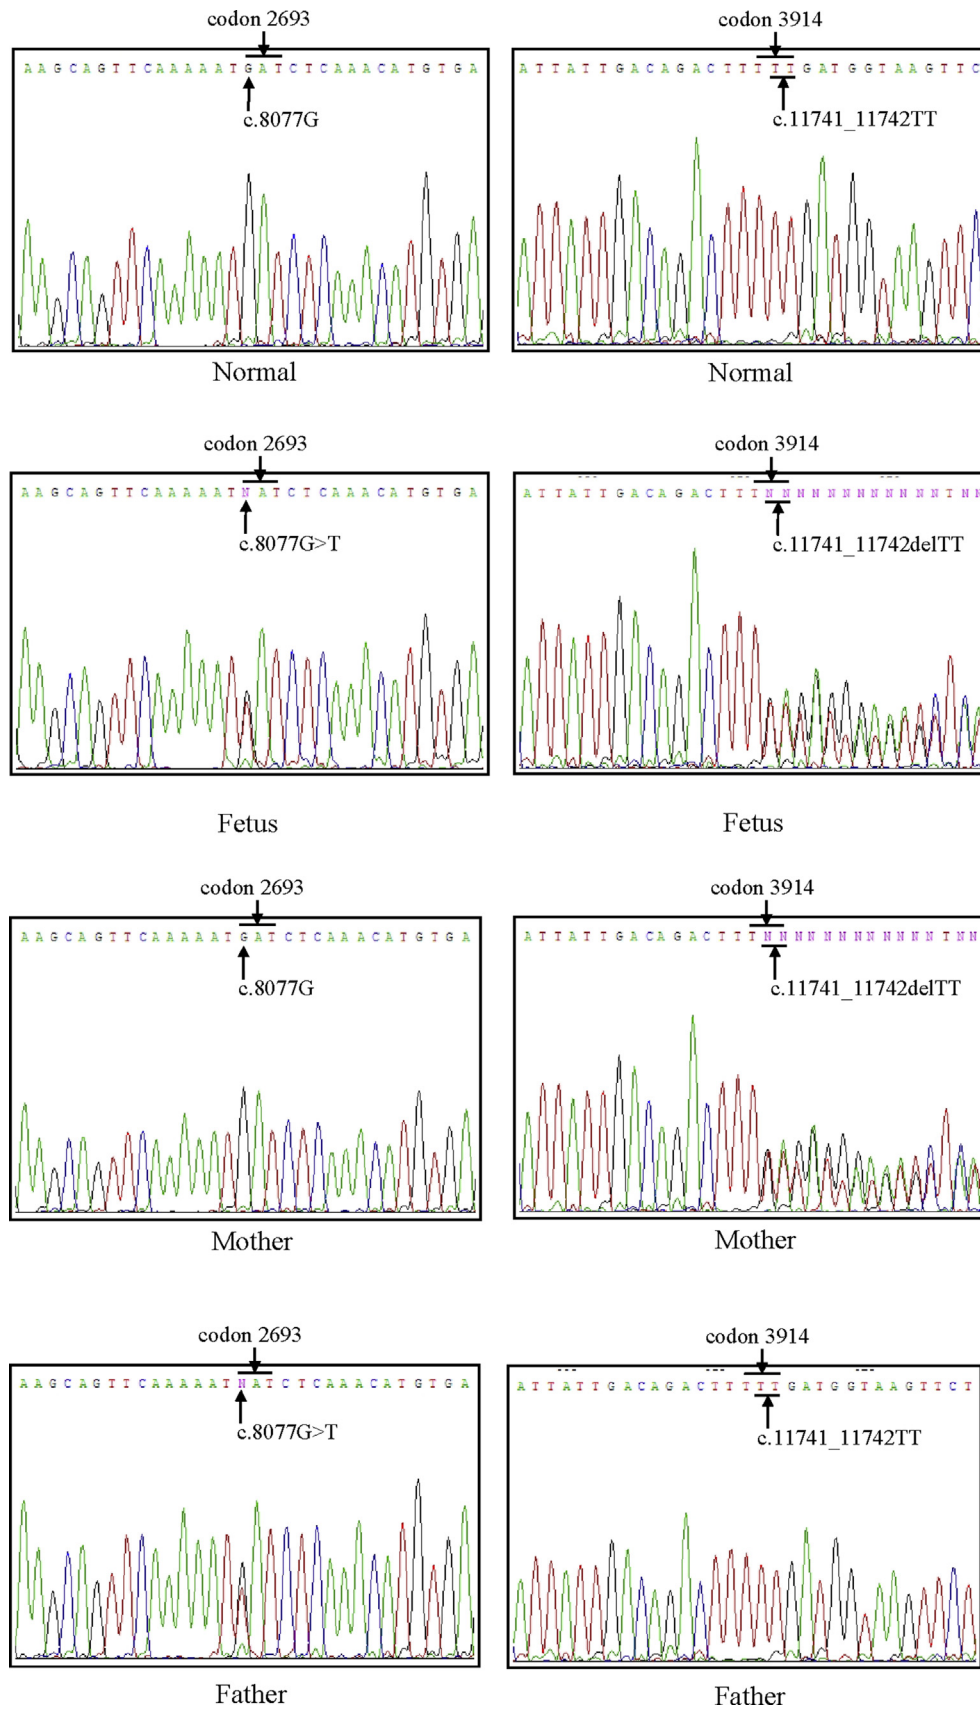 codon 2693
AAGCAGTTCAAAAATGATCTCAAACATGTGA
c.8077G
Normal
codon 3914
ATTATTGACAGACTTTTTGATGGTAAGTTC
c.11741_11742TT
Normal
codon 2693
AAGCAGTTCAAAAATNATCTCAAACATGTGA
c.8077G>T
Fetus
codon 3914
ATTATTGACAGACTTTNNNNNNNNNNNNTNN
c.11741_11742delTT
Fetus
codon 2693
AAGCAGTTCAAAAATGATCTCAAACATGTGA
c.8077G
Mother
codon 3914
ATTATTGACAGACTTTNNNNNNNNNNNNTNN
c.11741_11742delTT
Mother
codon 2693
AAGCAGTTCAAAAATNATCTCAAACATGTGA
c.8077G>T
Father
codon 3914
ATTATTGACAGACTTTTTGATGGTAAGTTCT
c.11741_11742TT
Father